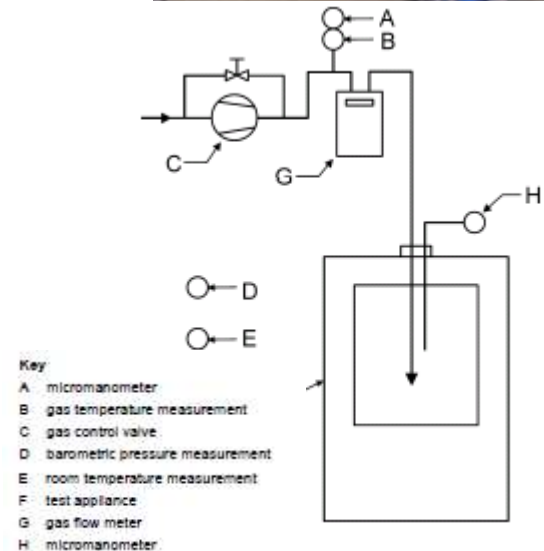 A
B
C
G
H
D
E
Key
A micromanometer
B gas temperature measurement
C gas control valve
D barometric pressure measurement
E room temperature measurement
F test appliance
G gas flow meter
H micromanometer